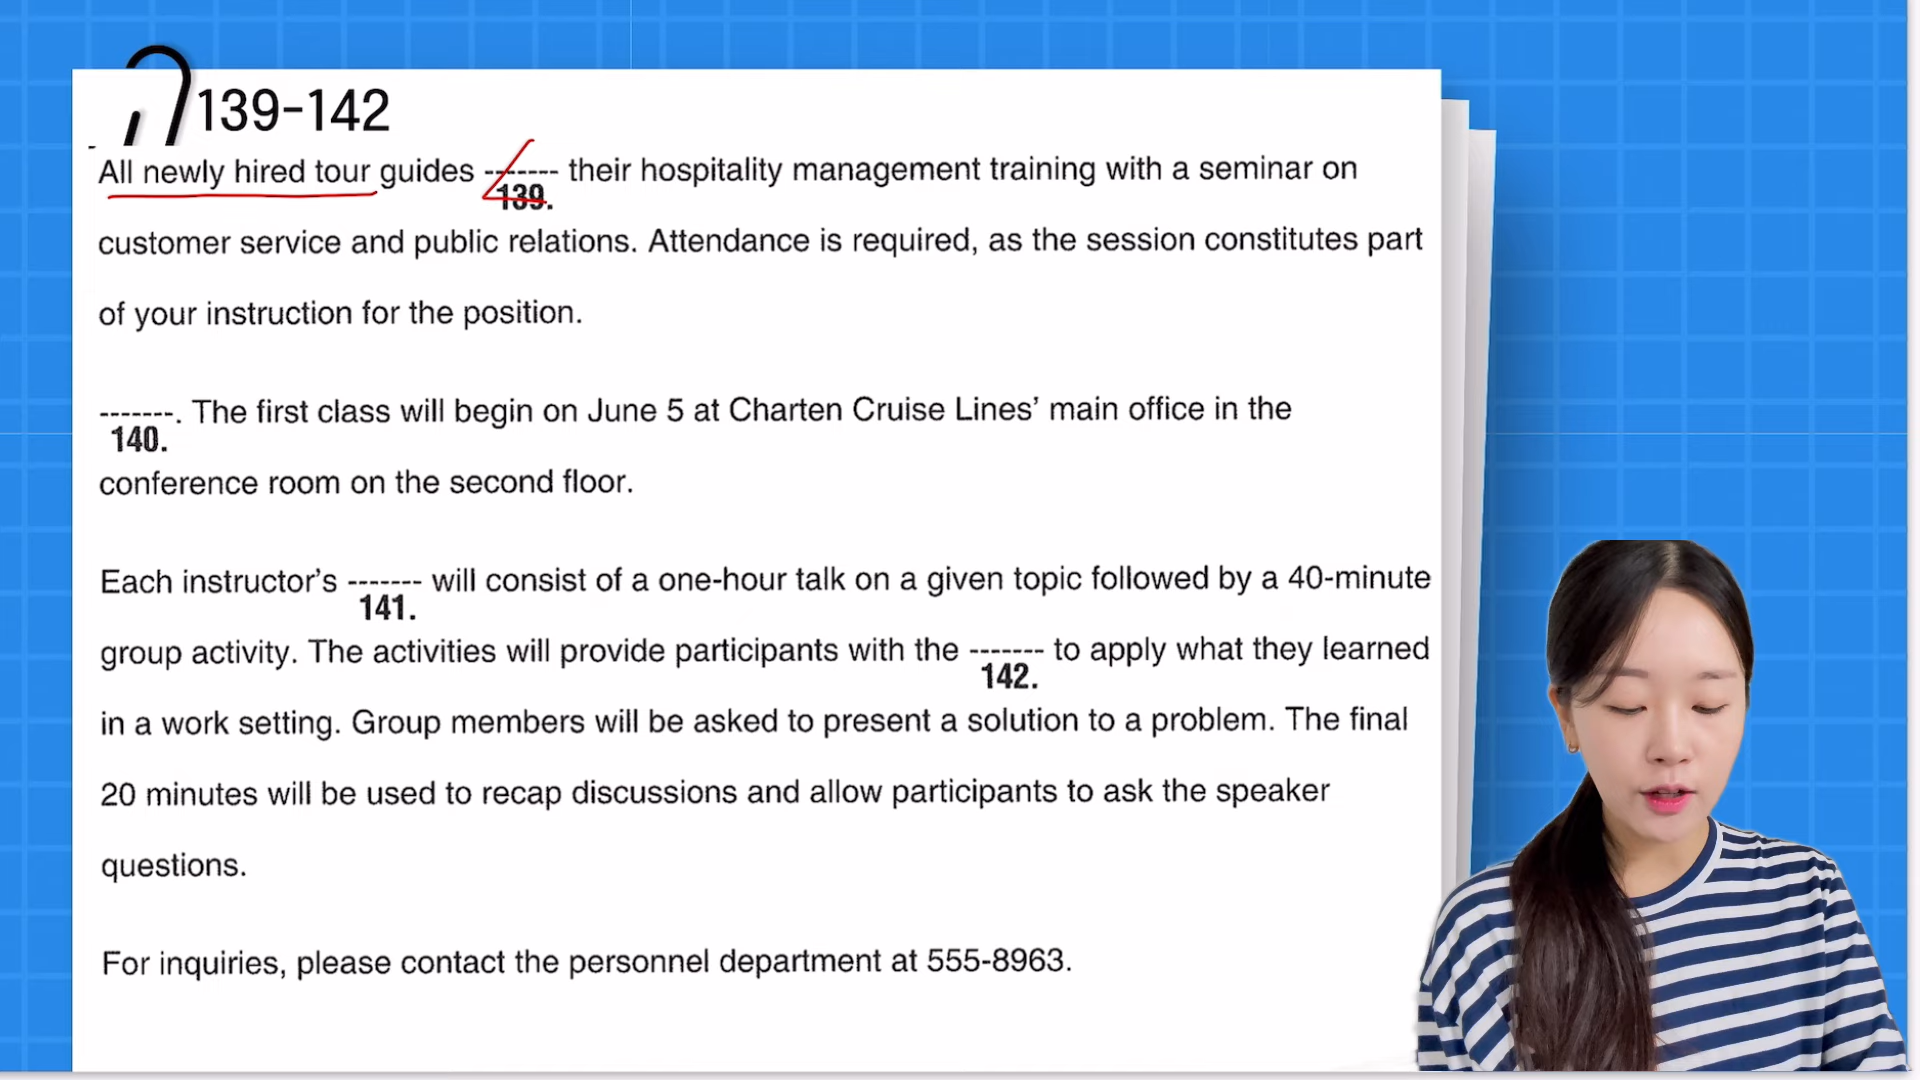 139-142
All newly hired tour guides ------- their hospitality management training with a seminar on
139.
customer service and public relations. Attendance is required, as the session constitutes part
of your instruction for the position.
-------. The first class will begin on June 5 at Charten Cruise Lines’ main office in the
140.
conference room on the second floor.
Each instructor’s ------- will consist of a one-hour talk on a given topic followed by a 40-minute
141.
group activity. The activities will provide participants with the ------- to apply what they learned
142.
in a work setting. Group members will be asked to present a solution to a problem. The final
20 minutes will be used to recap discussions and allow participants to ask the speaker
questions.
For inquiries, please contact the personnel department at 555-8963.